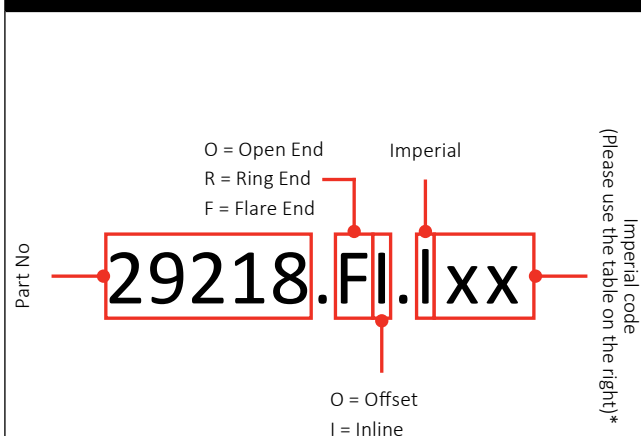 O = Open End
R = Ring End
F = Flare End
Imperial
Part No
29218.FI.Ixx
Imperial code
(Please use the table on the right)*
O = Offset
I = Inline